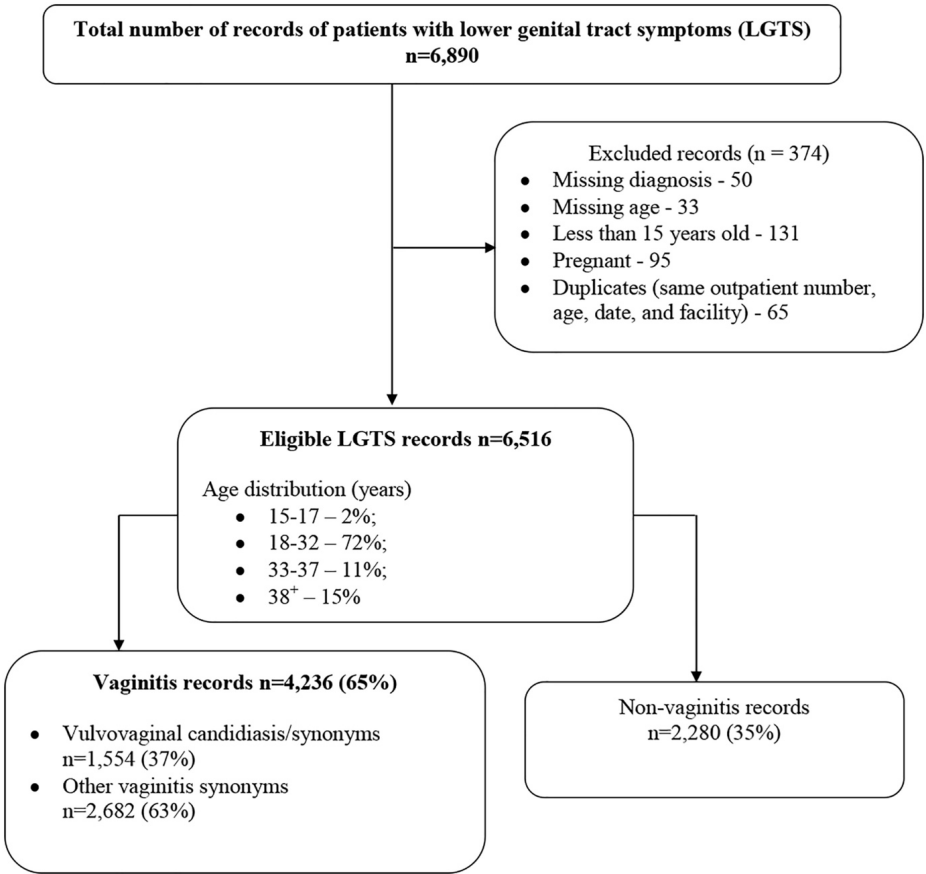 Total number of records of patients with lower genital tract symptoms (LGTS)
n=6,890
Excluded records (n = 374)
● Missing diagnosis - 50
● Missing age - 33
● Less than 15 years old - 131
● Pregnant - 95
● Duplicates (same outpatient number,
age, date, and facility) - 65
Eligible LGTS records n=6,516
Age distribution (years)
● 15-17 – 2%;
● 18-32 – 72%;
● 33-37 – 11%;
● 38⁺ – 15%
Vaginitis records n=4,236 (65%)
● Vulvovaginal candidiasis/synonyms
n=1,554 (37%)
● Other vaginitis synonyms
n=2,682 (63%)
Non-vaginitis records
n=2,280 (35%)